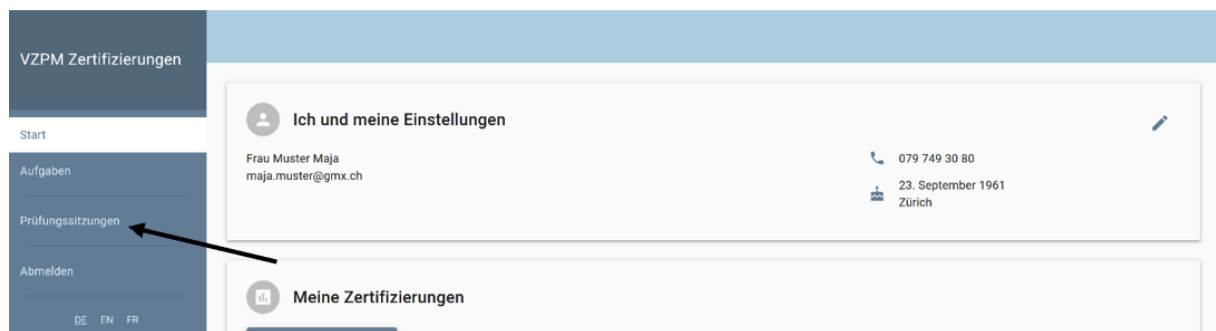 VZPM Zertifizierungen
Start
Aufgaben
Prüfungssitzungen
Abmelden
DE EN FR
Ich und meine Einstellungen
Frau Muster Maja
maja.muster@gmx.ch
079 749 30 80
23. September 1961
Zürich
Meine Zertifizierungen